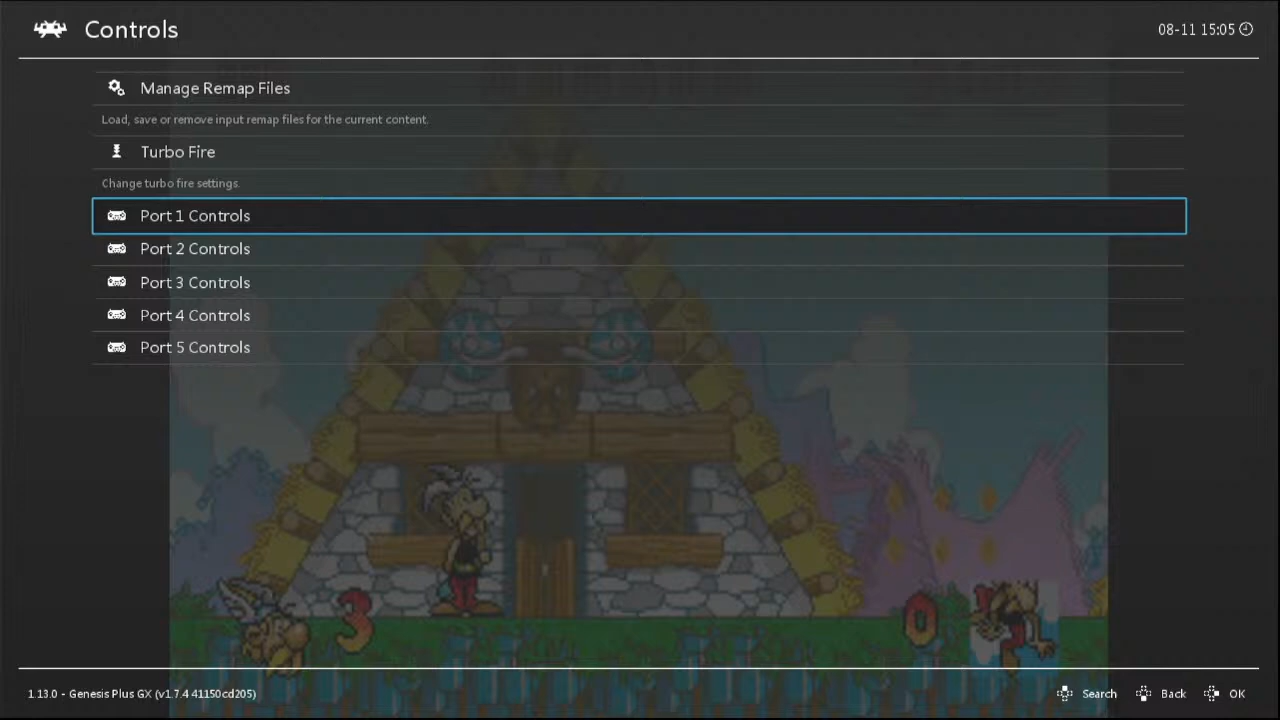 Controls
08-11 15:05
Manage Remap Files
Load, save or remove input remap files for the current content.
Turbo Fire
Change turbo fire settings.
Port 1 Controls
Port 2 Controls
Port 3 Controls
Port 4 Controls
Port 5 Controls
3
0
1.13.0 - Genesis Plus GX (v1.7.4 41150cd205)
Search
Back
OK